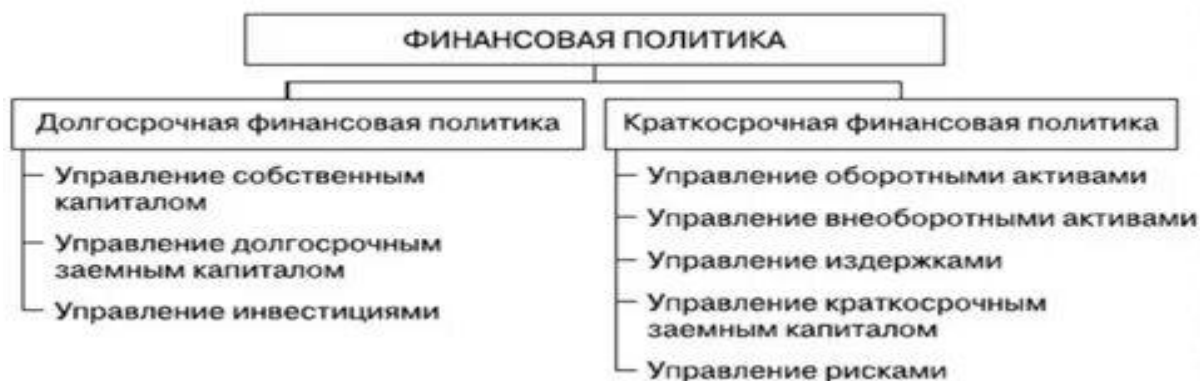 ФИНАНСОВАЯ ПОЛИТИКА
Долгосрочная финансовая политика
Управление собственным
капиталом
Управление долгосрочным
заемным капиталом
Управление инвестициями
Краткосрочная финансовая политика
Управление оборотными активами
Управление внеоборотными активами
Управление издержками
Управление краткосрочным
заемным капиталом
Управление рисками